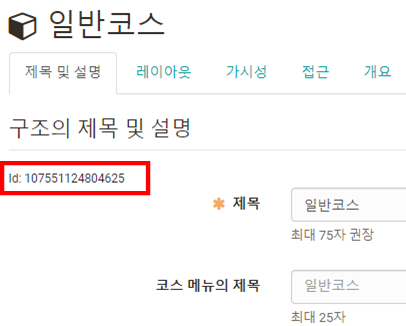 일반코스
제목 및 설명 레이아웃 가시성 접근 개요
구조의 제목 및 설명
Id: 107551124804625
✱ 제목 일반코스
최대 75자 권장
코스 메뉴의 제목 일반코스
최대 25자